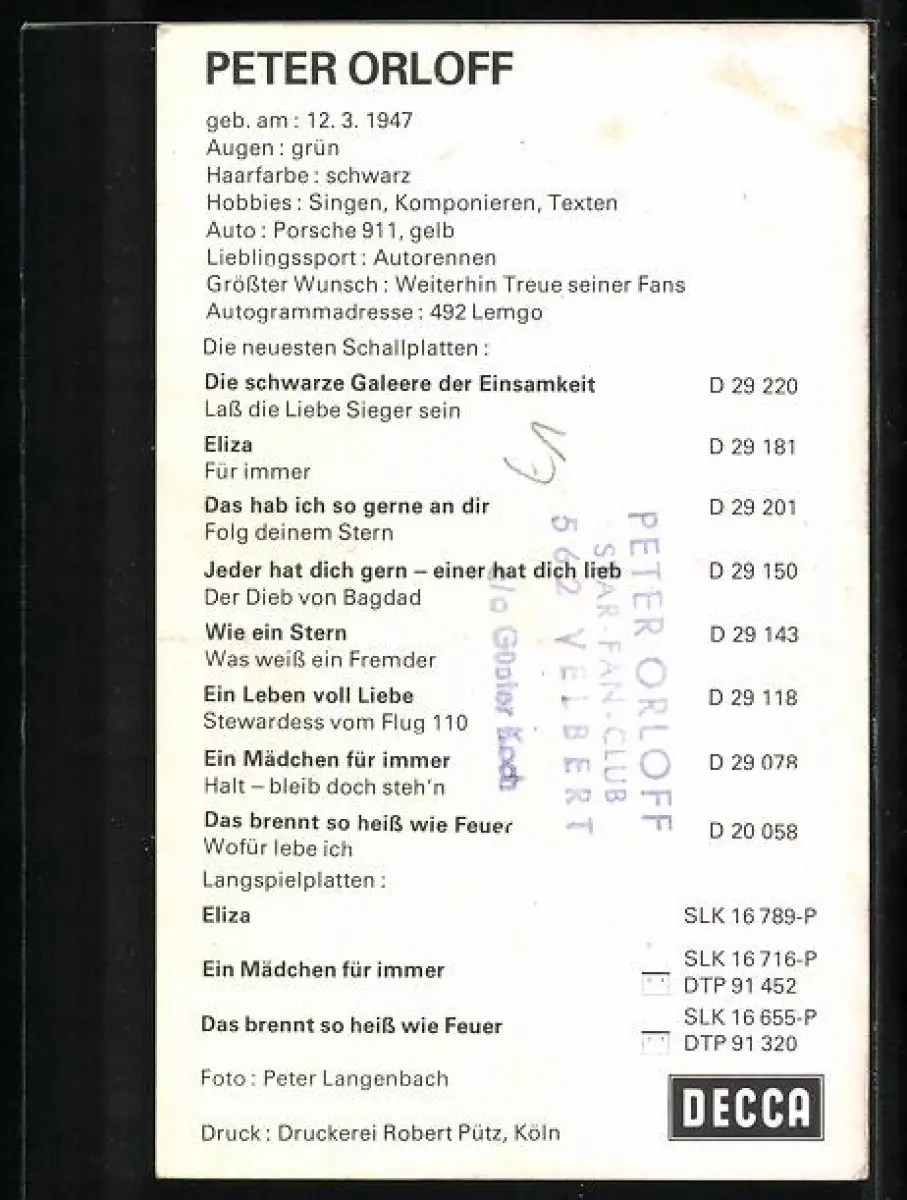 PETER ORLOFF
geb. am : 12. 3. 1947
Augen : grün
Haarfarbe : schwarz
Hobbies : Singen, Komponieren, Texten
Auto : Porsche 911, gelb
Lieblingssport : Autorennen
Größter Wunsch : Weiterhin Treue seiner Fans
Autogrammadresse : 492 Lemgo
Die neuesten Schallplatten :
Die schwarze Galeere der Einsamkeit D 29 220
Laß die Liebe Sieger sein
Eliza D 29 181
Für immer
Das hab ich so gerne an dir D 29 201
Folg deinem Stern
Jeder hat dich gern – einer hat dich lieb D 29 150
Der Dieb von Bagdad
Wie ein Stern D 29 143
Was weiß ein Fremder
Ein Leben voll Liebe D 29 118
Stewardess vom Flug 110
Ein Mädchen für immer D 29 078
Halt – bleib doch steh'n
Das brennt so heiß wie Feuer D 20 058
Wofür lebe ich
Langspielplatten :
Eliza SLK 16 789-P
Ein Mädchen für immer SLK 16 716-P
DTP 91 452
Das brennt so heiß wie Feuer SLK 16 655-P
DTP 91 320
Foto : Peter Langenbach
Druck : Druckerei Robert Pütz, Köln
DECCA
PETER ORLOFF
STAR-FAN-CLUB
562 VELBERT
c/o Günter Koch